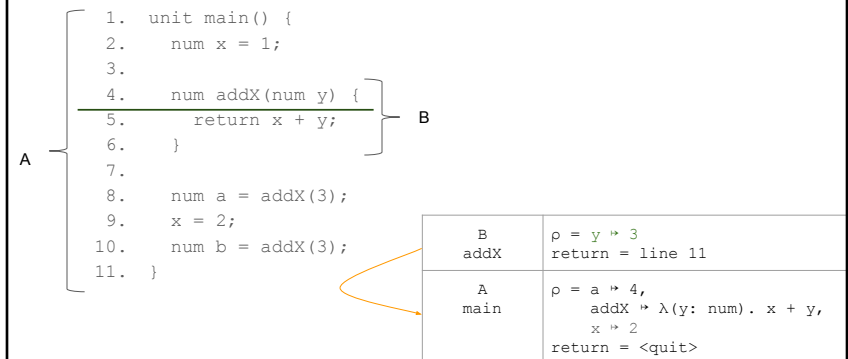 1. unit main() {
2. num x = 1;
3.
4. num addX(num y) {
5. return x + y;
6. }
7.
8. num a = addX(3);
9. x = 2;
10. num b = addX(3);
11. }
A
B
B
addX
ρ = y ↦ 3
return = line 11
A
main
ρ = a ↦ 4,
addX ↦ λ(y: num). x + y,
x ↦ 2
return = <quit>